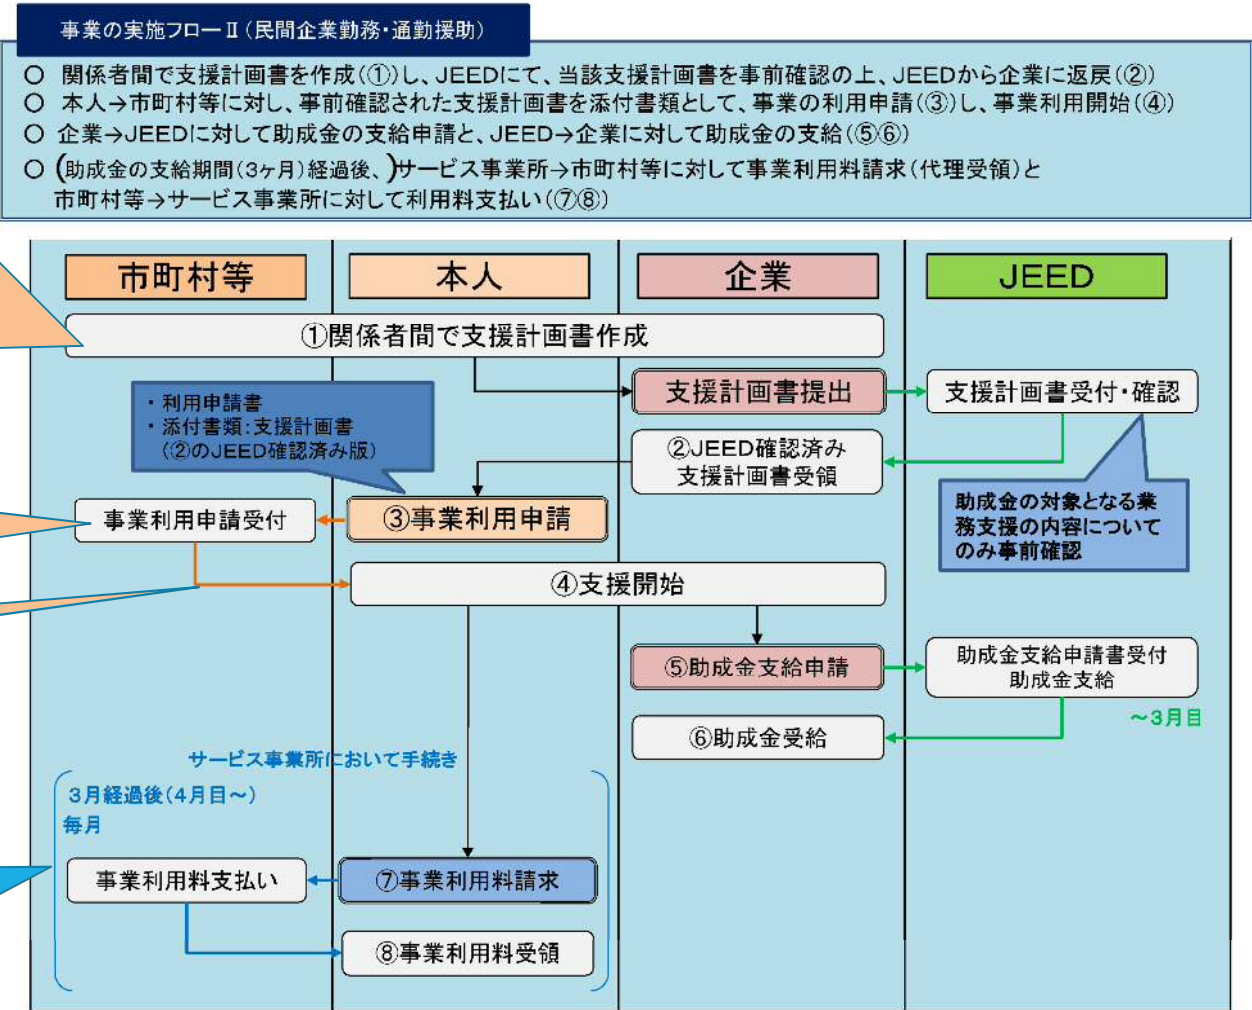 事業の実施フローⅡ（民間企業勤務・通勤援助）
○ 関係者間で支援計画書を作成（①）し、JEEDにて、当該支援計画書を事前確認の上、JEEDから企業に返戻（②）
○ 本人→市町村等に対し、事前確認された支援計画書を添付書類として、事業の利用申請（③）し、事業利用開始（④）
○ 企業→JEEDに対して助成金の支給申請と、JEED→企業に対して助成金の支給（⑤⑥）
○ （助成金の支給期間（3ヶ月）経過後、）サービス事業所→市町村等に対して事業利用料請求（代理受領）と
市町村等→サービス事業所に対して利用料支払い（⑦⑧）
市町村等
本人
企業
JEED
①関係者間で支援計画書作成
支援計画書提出
支援計画書受付・確認
・利用申請書
・添付書類：支援計画書
（②のJEED確認済み版）
②JEED確認済み
支援計画書受領
助成金の対象となる業
務支援の内容について
のみ事前確認
事業利用申請受付
③事業利用申請
④支援開始
⑤助成金支給申請
助成金支給申請書受付
助成金支給
～3月目
⑥助成金受給
サービス事業所において手続き
3月経過後（4月目～）
毎月
事業利用料支払い
⑦事業利用料請求
⑧事業利用料受領